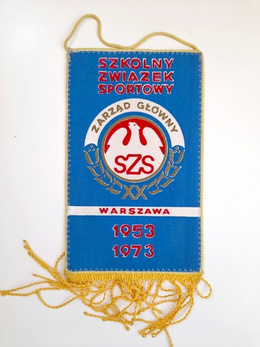 SZKOLNY
ZWIĄZEK
SPORTOWY
ZARZĄD GŁÓWNY
SZS
XX
WARSZAWA
1953
1973